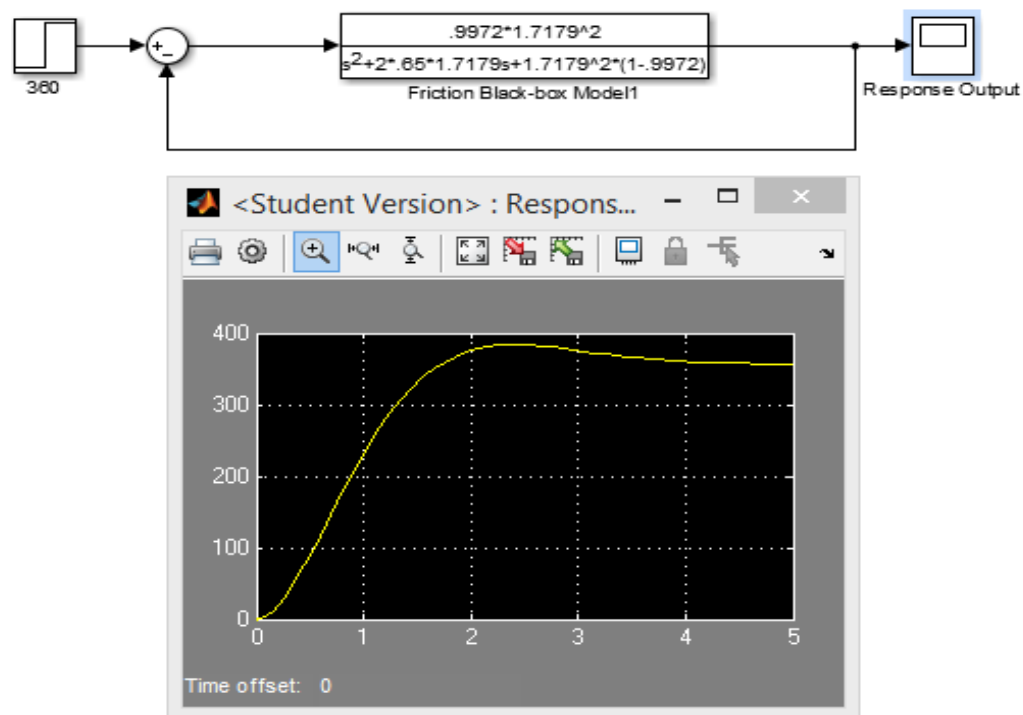 .9972*1.7179^2
+
_
s²+2*.65*1.7179s+1.7179^2*(1-.9972)
360
Friction Black-box Model1
Response Output
<Student Version> : Respons...
400
300
200
100
0
0 1 2 3 4 5
Time offset: 0